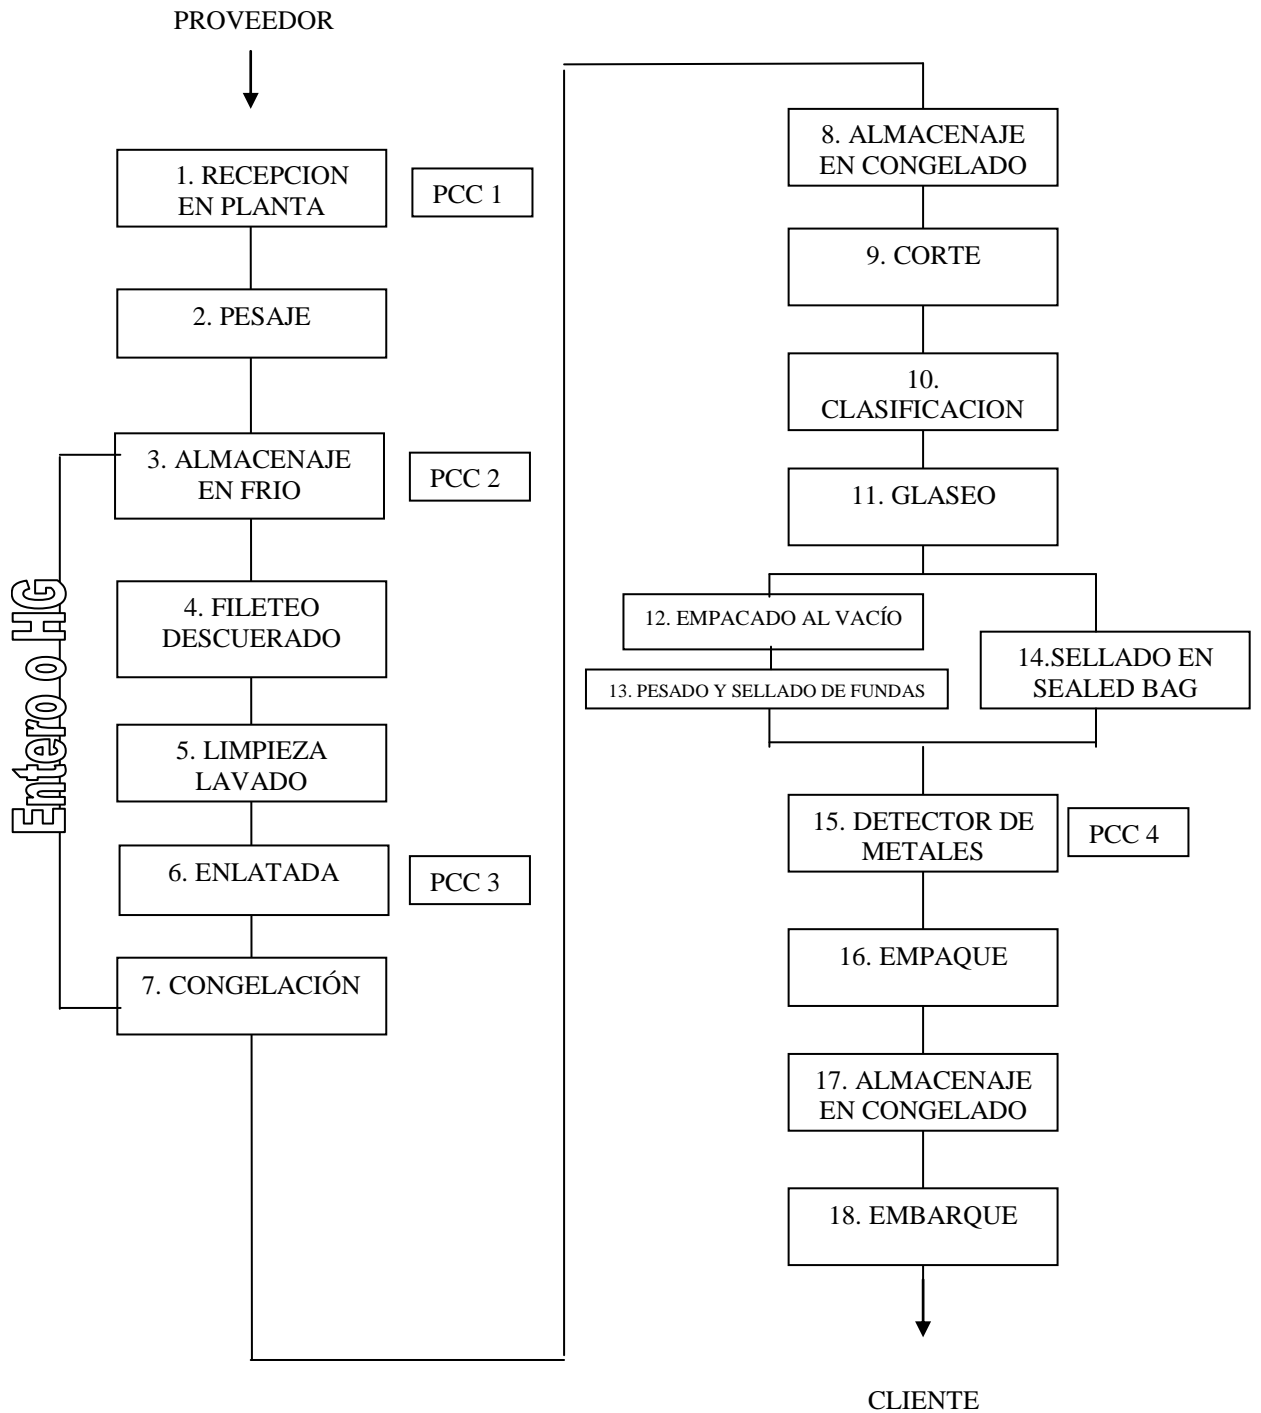 PROVEEDOR
1. RECEPCION
EN PLANTA
PCC 1
2. PESAJE
3. ALMACENAJE
EN FRIO
PCC 2
Entero o HG
4. FILETEO
DESCUERADO
5. LIMPIEZA
LAVADO
6. ENLATADA
PCC 3
7. CONGELACIÓN
8. ALMACENAJE
EN CONGELADO
9. CORTE
10.
CLASIFICACION
11. GLASEO
12. EMPACADO AL VACÍO
13. PESADO Y SELLADO DE FUNDAS
14.SELLADO EN
SEALED BAG
15. DETECTOR DE
METALES
PCC 4
16. EMPAQUE
17. ALMACENAJE
EN CONGELADO
18. EMBARQUE
CLIENTE